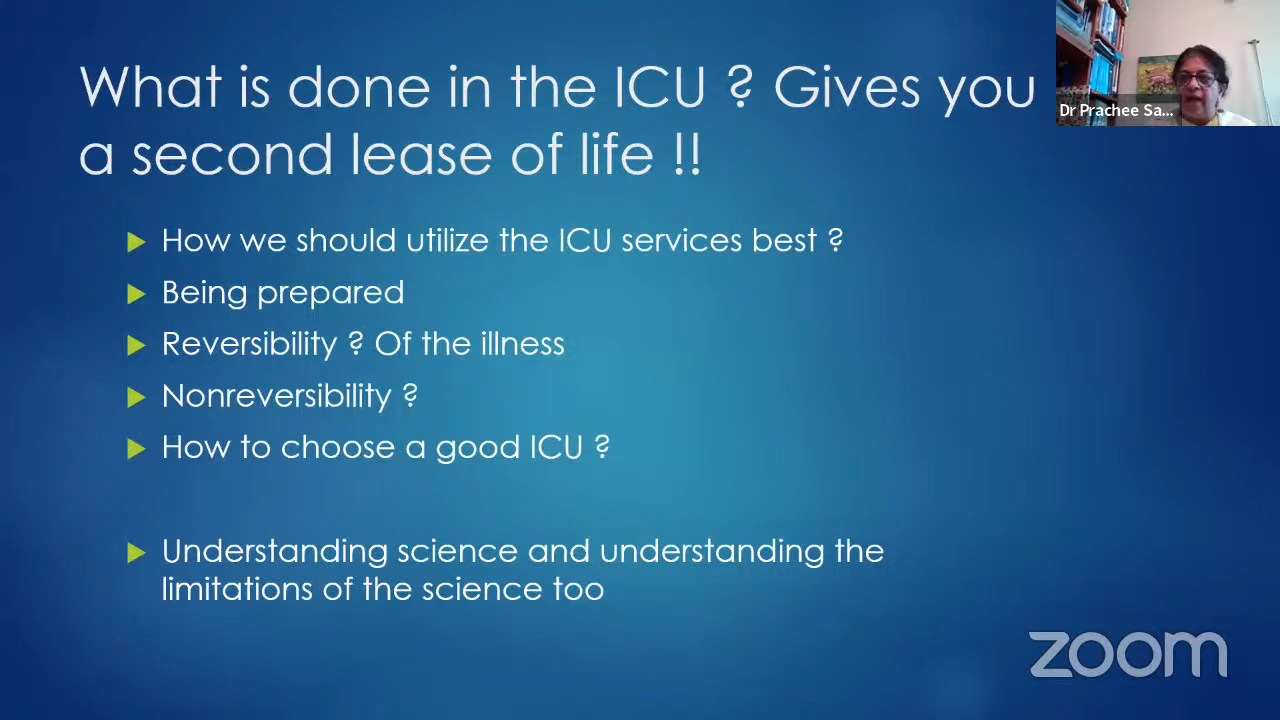 What is done in the ICU ? Gives you
a second lease of life !!
Dr Prachee Sa...
How we should utilize the ICU services best ?
Being prepared
Reversibility ? Of the illness
Nonreversibility ?
How to choose a good ICU ?
Understanding science and understanding the
limitations of the science too
zoom